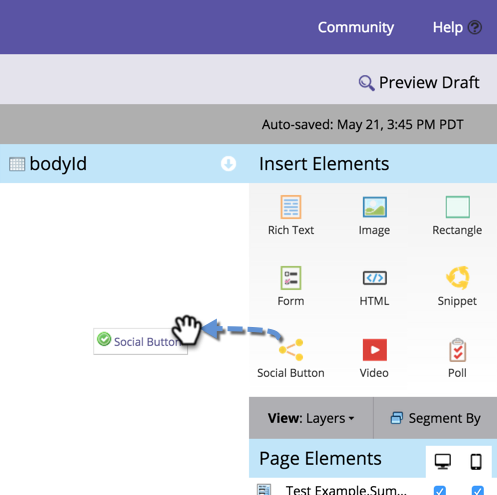 Community Help
Preview Draft
Auto-saved: May 21, 3:45 PM PDT
bodyId
Insert Elements
Rich Text Image Rectangle
Form HTML Snippet
Social Button
Social Button Video Poll
View: Layers Segment By
Page Elements
Test Example.Sum...